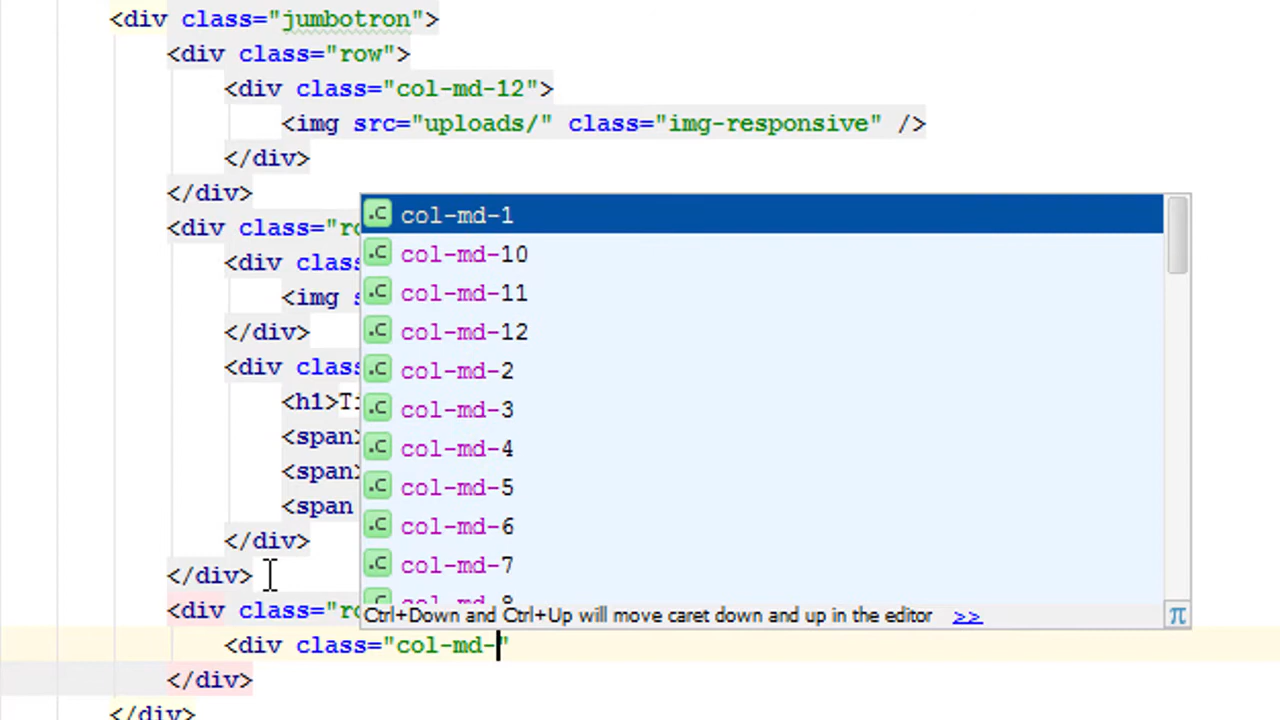 <div class="jumbotron">
<div class="row">
<div class="col-md-12">
<img src="uploads/" class="img-responsive" />
</div>
</div>
<div class="ro
<div class
<img s
</div>
<div class
<h1>Ti
<span>
<span>
<span
</div>
</div>
<div class="ro
<div class="col-md-"
</div>
</div>
.C col-md-1
.C col-md-10
.C col-md-11
.C col-md-12
.C col-md-2
.C col-md-3
.C col-md-4
.C col-md-5
.C col-md-6
.C col-md-7
.C col-md-8
Ctrl+Down and Ctrl+Up will move caret down and up in the editor >> π